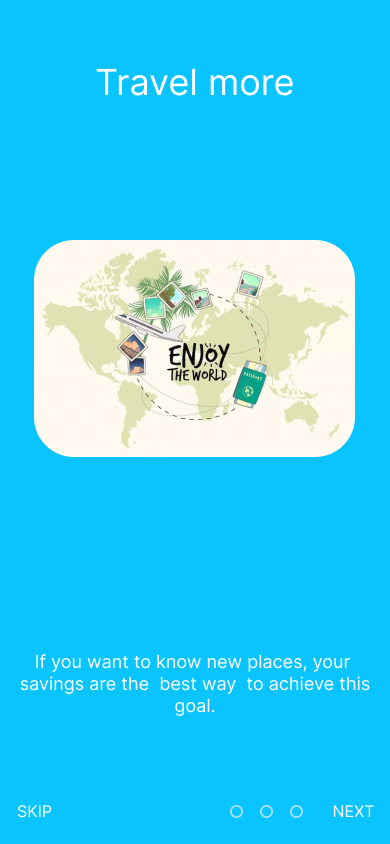 Travel more
ENJOY
THE WORLD
PASSPORT
If you want to know new places, your
savings are the  best way  to achieve this
goal.
SKIP
NEXT